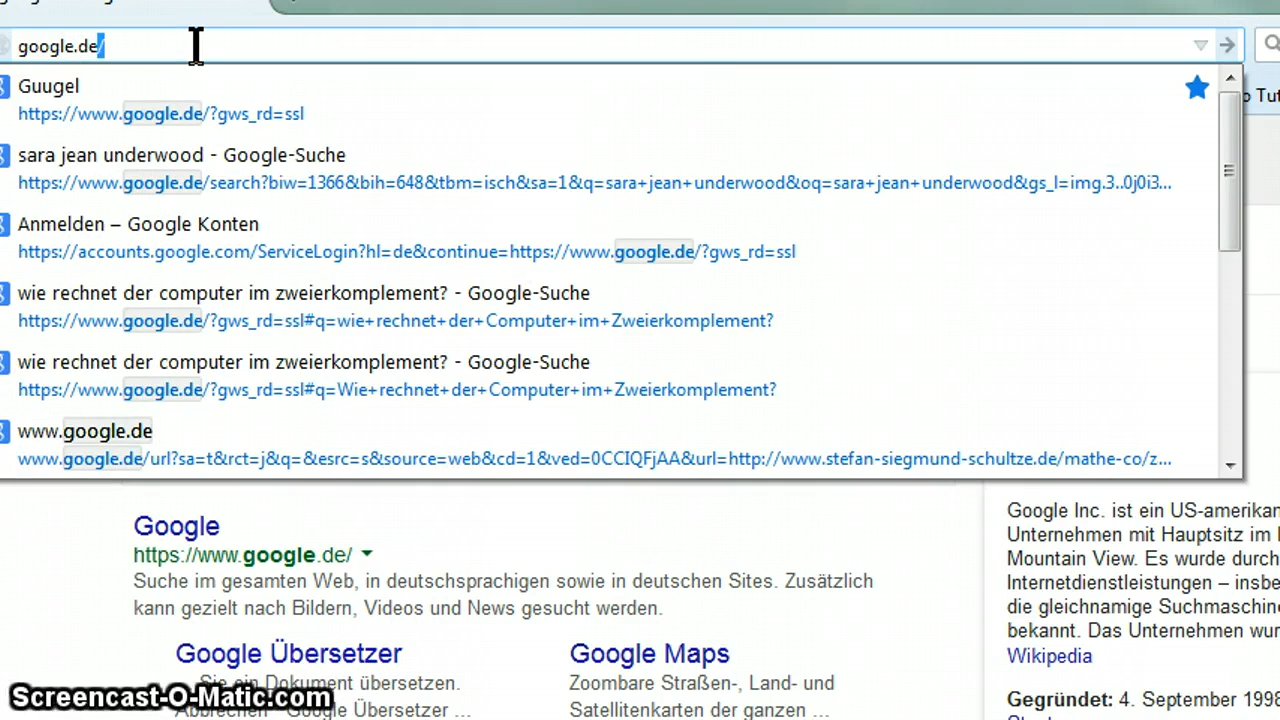 google.de/
Guugel
https://www.google.de/?gws_rd=ssl
sara jean underwood - Google-Suche
https://www.google.de/search?biw=1366&bih=648&tbm=isch&sa=1&q=sara+jean+underwood&oq=sara+jean+underwood&gs_l=img.3..0j0i3...
Anmelden – Google Konten
https://accounts.google.com/ServiceLogin?hl=de&continue=https://www.google.de/?gws_rd=ssl
wie rechnet der computer im zweierkomplement? - Google-Suche
https://www.google.de/?gws_rd=ssl#q=wie+rechnet+der+Computer+im+Zweierkomplement?
wie rechnet der computer im zweierkomplement? - Google-Suche
https://www.google.de/?gws_rd=ssl#q=Wie+rechnet+der+Computer+im+Zweierkomplement?
www.google.de
www.google.de/url?sa=t&rct=j&q=&esrc=s&source=web&cd=1&ved=0CCIQFjAA&url=http://www.stefan-siegmund-schultze.de/mathe-co/z...
Google
https://www.google.de/
Suche im gesamten Web, in deutschsprachigen sowie in deutschen Sites. Zusätzlich
kann gezielt nach Bildern, Videos und News gesucht werden.
Google Übersetzer
Sie ein Dokument übersetzen.
Abbrechen Google Übersetzer ...
Google Maps
Zoombare Straßen-, Land- und
Satellitenkarten der ganzen ...
Google Inc. ist ein US-amerikan
Unternehmen mit Hauptsitz im
Mountain View. Es wurde durch
Internetdienstleistungen – insbe
die gleichnamige Suchmaschine
bekannt. Das Unternehmen wur
Wikipedia
Gegründet: 4. September 1998
Screencast-O-Matic.com